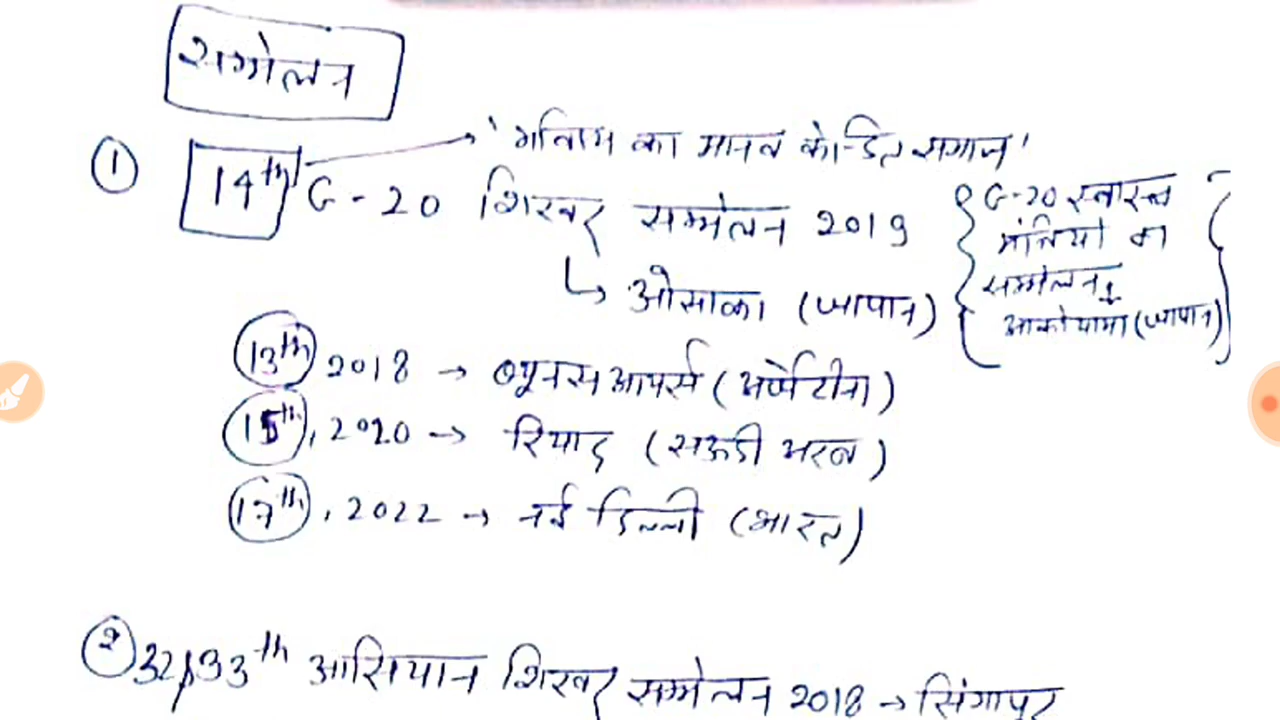 सम्मेलन
① 14th G-20 शिखर सम्मेलन 2019
'भविष्य का मानव केन्द्रित समाज'
↳ ओसाका (जापान)
G-20 स्वास्थ्य
मंत्रियों का
सम्मेलन
आकोयामा (जापान)
13th 2018 → ब्यूनस आयर्स (अर्जेंटीना)
15th, 2020 → रियाद (सऊदी अरब)
17th, 2022 → नई दिल्ली (भारत)
② 32,33th आसियान शिखर सम्मेलन 2018 → सिंगापुर